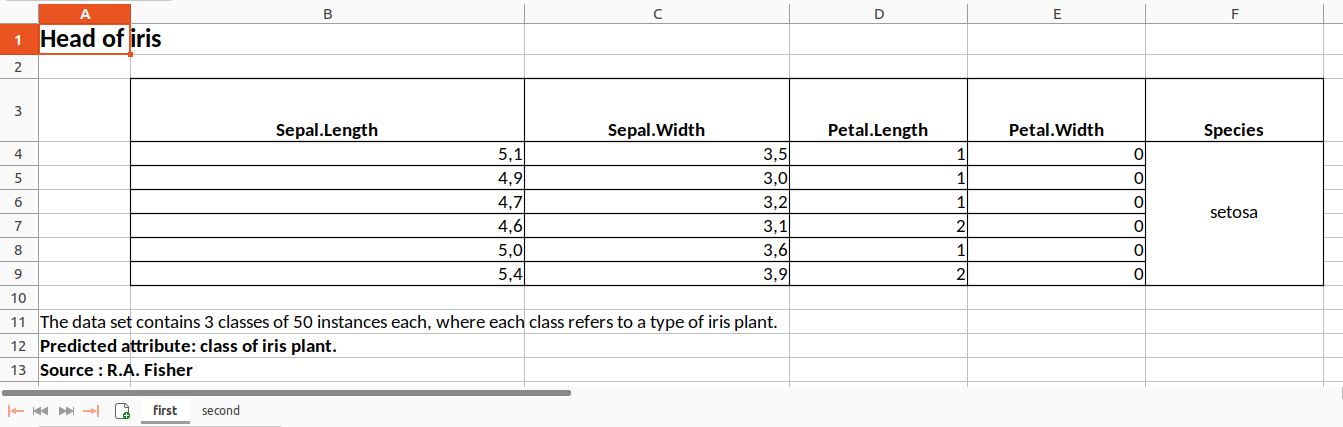 A B C D E F
1 Head of iris
2
3 Sepal.Length Sepal.Width Petal.Length Petal.Width Species
4 5,1 3,5 1 0
5 4,9 3,0 1 0
6 4,7 3,2 1 0
setosa
7 4,6 3,1 2 0
8 5,0 3,6 1 0
9 5,4 3,9 2 0
10
11 The data set contains 3 classes of 50 instances each, where each class refers to a type of iris plant.
12 Predicted attribute: class of iris plant.
13 Source : R.A. Fisher
first second